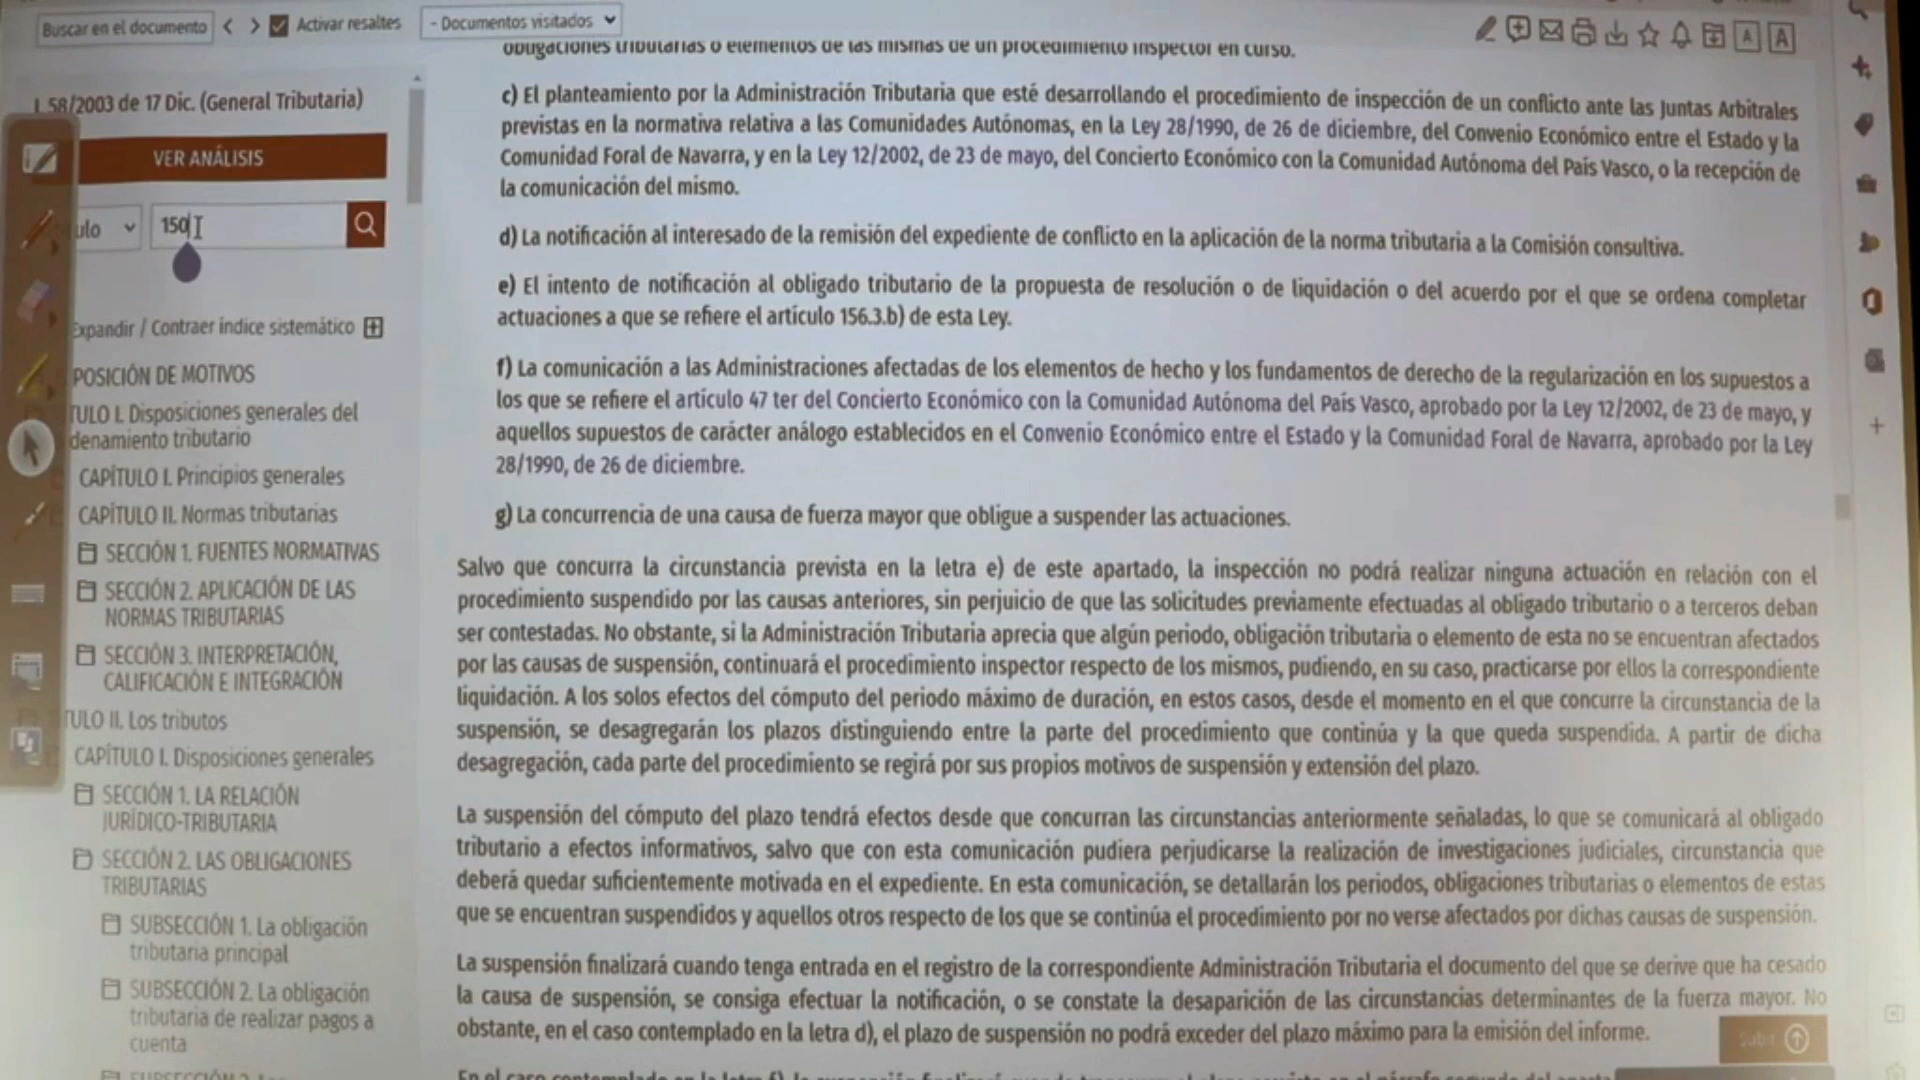 Buscar en el documento
Activar resaltes
- Documentos visitados
L 58/2003 de 17 Dic. (General Tributaria)
VER ANÁLISIS
ulo
150
Expandir / Contraer índice sistemático
POSICIÓN DE MOTIVOS
TULO I. Disposiciones generales del
denamiento tributario
CAPÍTULO I. Principios generales
CAPÍTULO II. Normas tributarias
SECCIÓN 1. FUENTES NORMATIVAS
SECCIÓN 2. APLICACIÓN DE LAS
NORMAS TRIBUTARIAS
SECCIÓN 3. INTERPRETACIÓN,
CALIFICACIÓN E INTEGRACIÓN
TULO II. Los tributos
CAPÍTULO I. Disposiciones generales
SECCIÓN 1. LA RELACIÓN
JURÍDICO-TRIBUTARIA
SECCIÓN 2. LAS OBLIGACIONES
TRIBUTARIAS
SUBSECCIÓN 1. La obligación
tributaria principal
SUBSECCIÓN 2. La obligación
tributaria de realizar pagos a
cuenta
obligaciones tributarias o elementos de las mismas de un procedimiento inspector en curso.
c) El planteamiento por la Administración Tributaria que esté desarrollando el procedimiento de inspección de un conflicto ante las Juntas Arbitrales
previstas en la normativa relativa a las Comunidades Autónomas, en la Ley 28/1990, de 26 de diciembre, del Convenio Económico entre el Estado y la
Comunidad Foral de Navarra, y en la Ley 12/2002, de 23 de mayo, del Concierto Económico con la Comunidad Autónoma del País Vasco, o la recepción de
la comunicación del mismo.
d) La notificación al interesado de la remisión del expediente de conflicto en la aplicación de la norma tributaria a la Comisión consultiva.
e) El intento de notificación al obligado tributario de la propuesta de resolución o de liquidación o del acuerdo por el que se ordena completar
actuaciones a que se refiere el artículo 156.3.b) de esta Ley.
f) La comunicación a las Administraciones afectadas de los elementos de hecho y los fundamentos de derecho de la regularización en los supuestos a
los que se refiere el artículo 47 ter del Concierto Económico con la Comunidad Autónoma del País Vasco, aprobado por la Ley 12/2002, de 23 de mayo, y
aquellos supuestos de carácter análogo establecidos en el Convenio Económico entre el Estado y la Comunidad Foral de Navarra, aprobado por la Ley
28/1990, de 26 de diciembre.
g) La concurrencia de una causa de fuerza mayor que obligue a suspender las actuaciones.
Salvo que concurra la circunstancia prevista en la letra e) de este apartado, la inspección no podrá realizar ninguna actuación en relación con el
procedimiento suspendido por las causas anteriores, sin perjuicio de que las solicitudes previamente efectuadas al obligado tributario o a terceros deban
ser contestadas. No obstante, si la Administración Tributaria aprecia que algún periodo, obligación tributaria o elemento de esta no se encuentran afectados
por las causas de suspensión, continuará el procedimiento inspector respecto de los mismos, pudiendo, en su caso, practicarse por ellos la correspondiente
liquidación. A los solos efectos del cómputo del periodo máximo de duración, en estos casos, desde el momento en el que concurre la circunstancia de la
suspensión, se desagregarán los plazos distinguiendo entre la parte del procedimiento que continúa y la que queda suspendida. A partir de dicha
desagregación, cada parte del procedimiento se regirá por sus propios motivos de suspensión y extensión del plazo.
La suspensión del cómputo del plazo tendrá efectos desde que concurran las circunstancias anteriormente señaladas, lo que se comunicará al obligado
tributario a efectos informativos, salvo que con esta comunicación pudiera perjudicarse la realización de investigaciones judiciales, circunstancia que
deberá quedar suficientemente motivada en el expediente. En esta comunicación, se detallarán los periodos, obligaciones tributarias o elementos de estas
que se encuentran suspendidos y aquellos otros respecto de los que se continúa el procedimiento por no verse afectados por dichas causas de suspensión.
La suspensión finalizará cuando tenga entrada en el registro de la correspondiente Administración Tributaria el documento del que se derive que ha cesado
la causa de suspensión, se consiga efectuar la notificación, o se constate la desaparición de las circunstancias determinantes de la fuerza mayor. No
obstante, en el caso contemplado en la letra d), el plazo de suspensión no podrá exceder del plazo máximo para la emisión del informe.
Subir